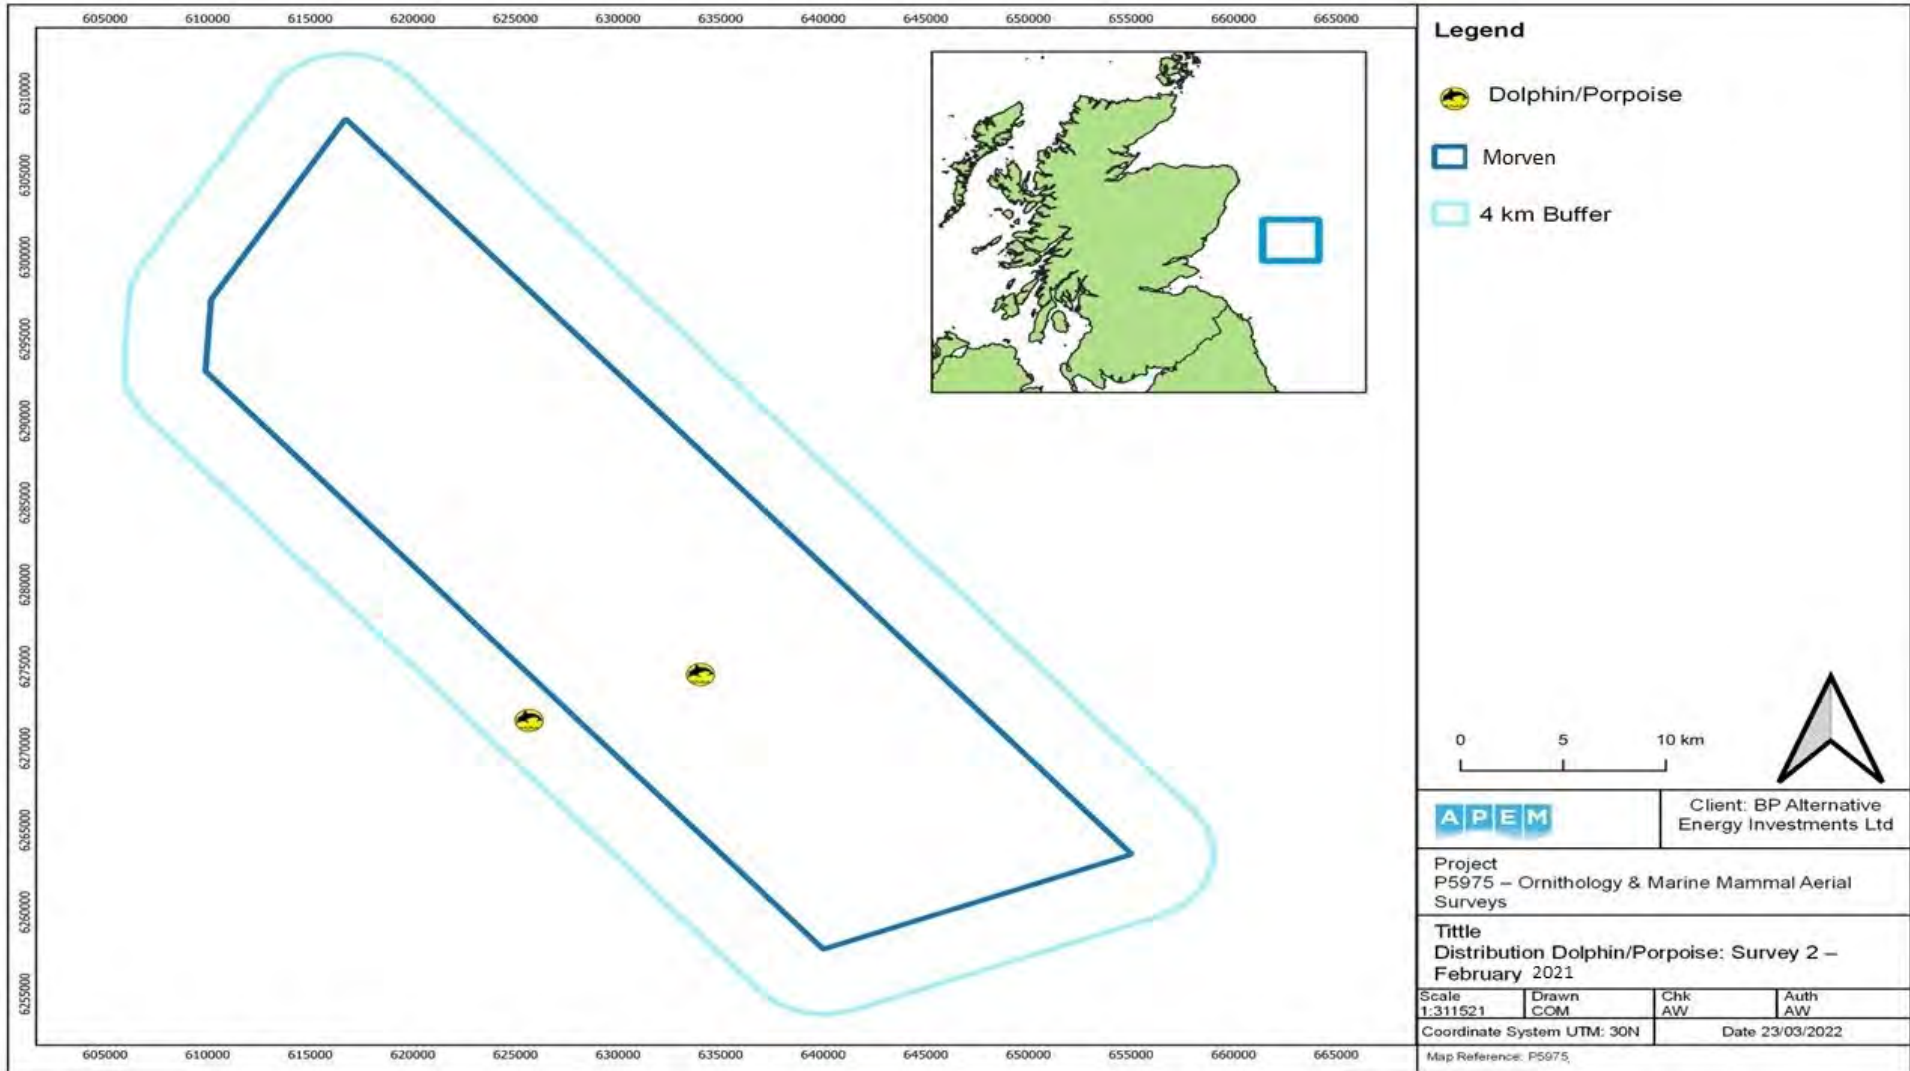 605000 610000 615000 620000 625000 630000 635000 640000 645000 650000 655000 660000 665000
6310000
6305000
6300000
6295000
6290000
6285000
6280000
6275000
6270000
6265000
6260000
6255000
605000 610000 615000 620000 625000 630000 635000 640000 645000 650000 655000 660000 665000
Legend
Dolphin/Porpoise
Morven
4 km Buffer
0 5 10 km
APEM
Client: BP Alternative
Energy Investments Ltd
Project
P5975 – Ornithology & Marine Mammal Aerial
Surveys
Tittle
Distribution Dolphin/Porpoise: Survey 2 –
February 2021
Scale
1:311521
Drawn
COM
Chk
AW
Auth
AW
Coordinate System UTM: 30N
Date 23/03/2022
Map Reference: P5975